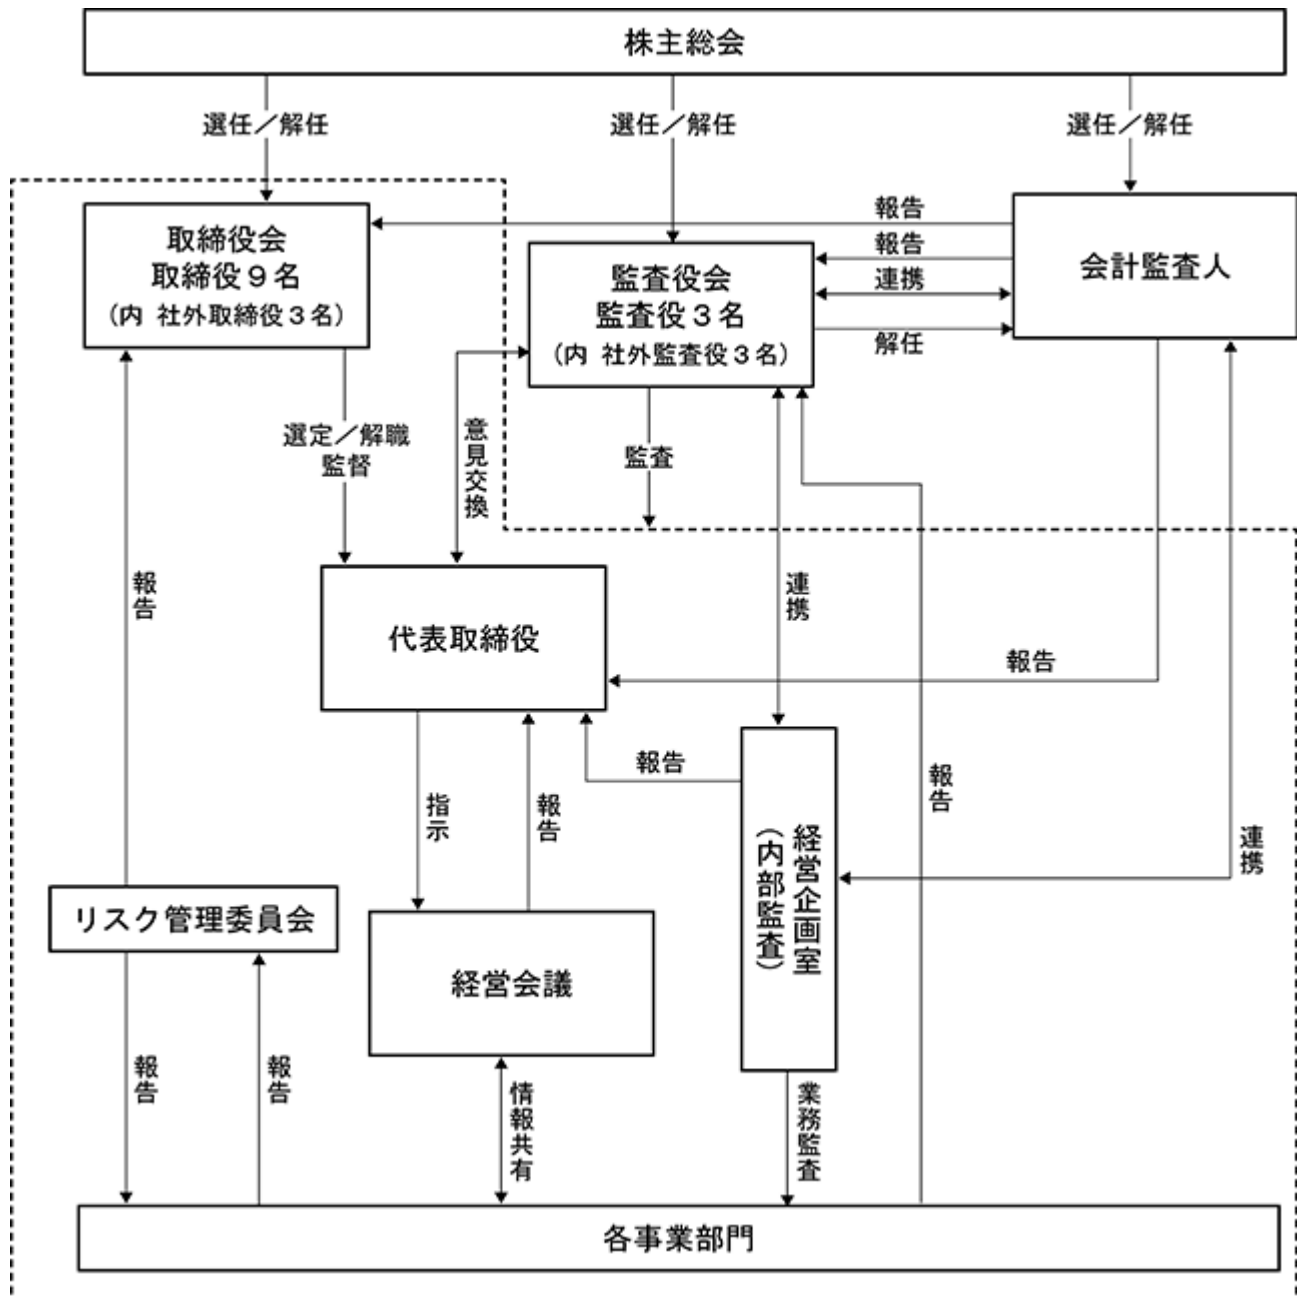 株主総会
選任／解任
選任／解任
選任／解任
取締役会
取締役９名
（内 社外取締役３名）
監査役会
監査役３名
（内 社外監査役３名）
会計監査人
報告
報告
連携
解任
選定／解職
監督
意見交換
監査
報告
連携
代表取締役
報告
報告
指示
報告
報告
連携
経営企画室
（内部監査）
リスク管理委員会
経営会議
報告
報告
情報共有
業務監査
各事業部門